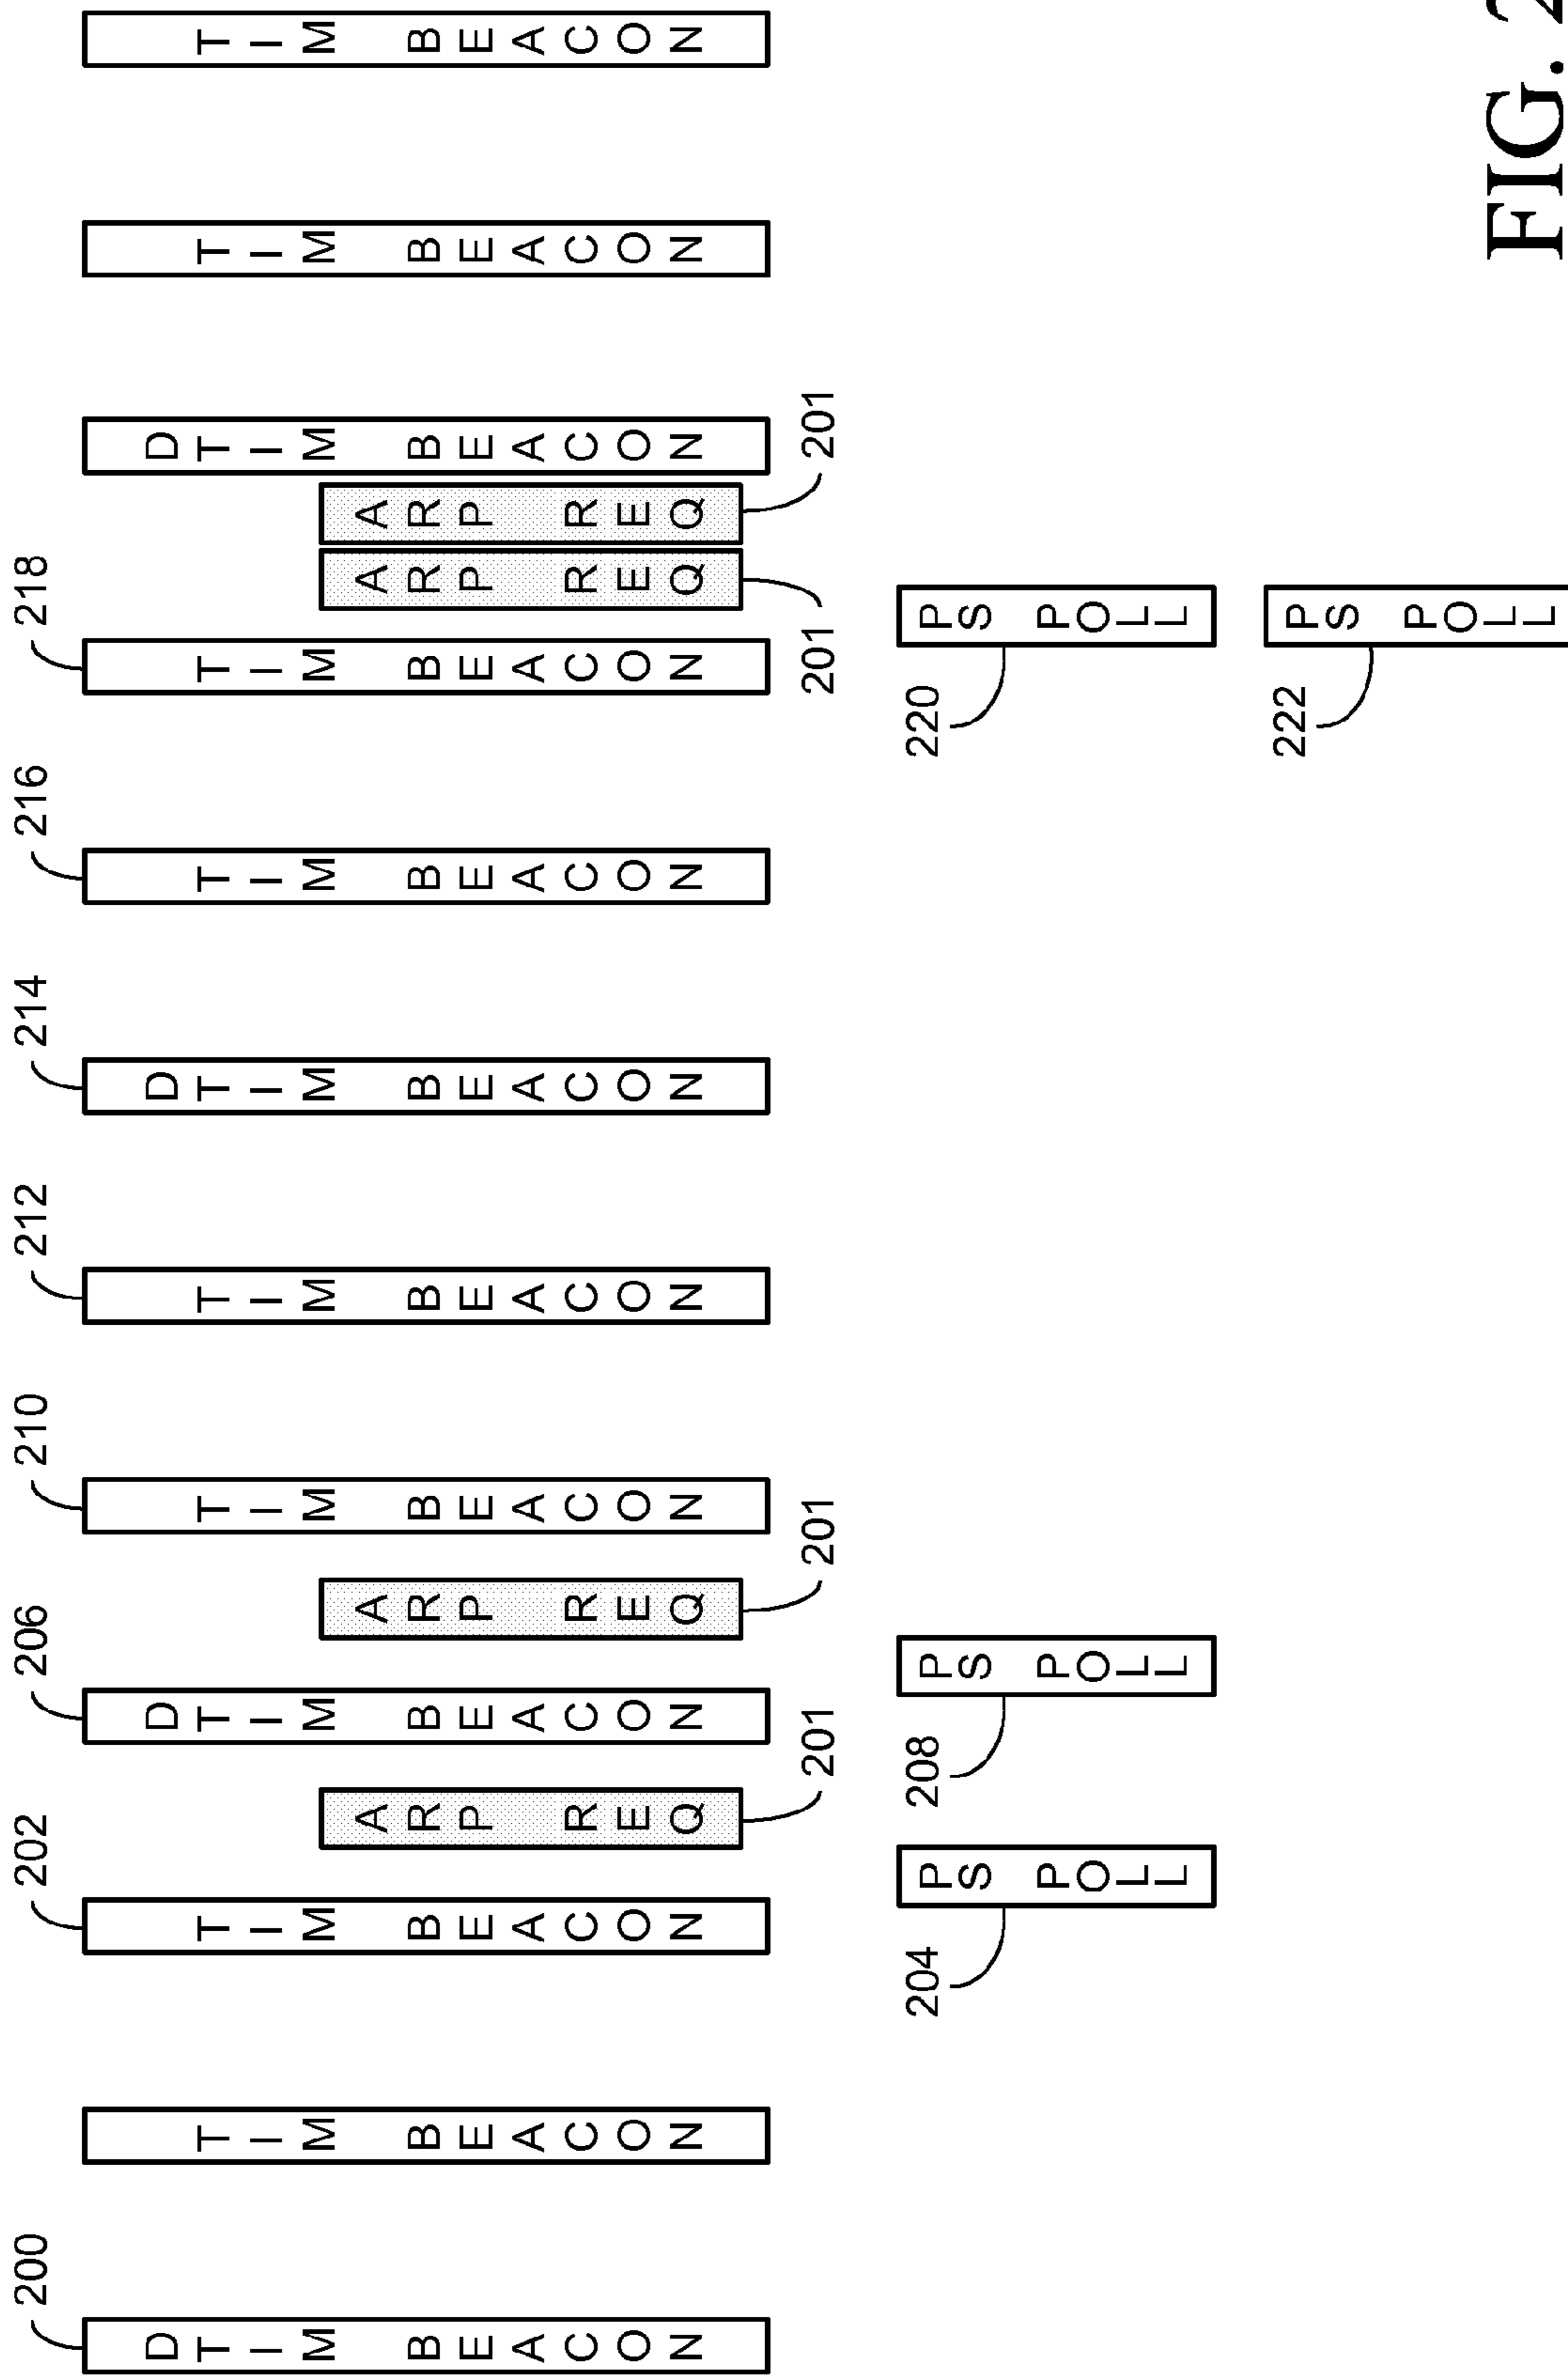 200
202
206
210
212
214
216
218
DTIM BEACON
TIM BEACON
TIM BEACON
ARP REQ
DTIM BEACON
ARP REQ
TIM BEACON
TIM BEACON
DTIM BEACON
TIM BEACON
TIM BEACON
ARP REQ
ARP REQ
DTIM BEACON
TIM BEACON
TIM BEACON
201
201
201
201
204
PS POLL
208
PS POLL
220
PS POLL
222
PS POLL
FIG. 2